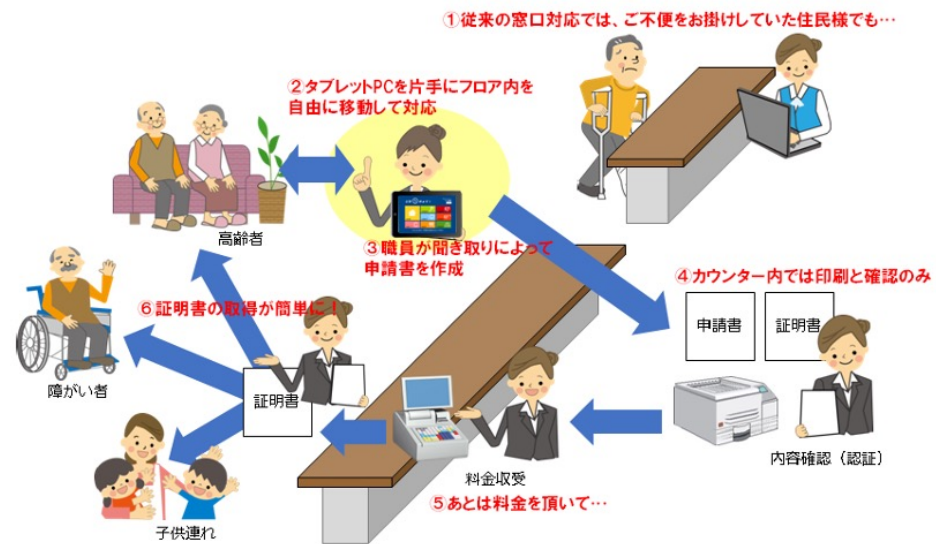 ①従来の窓口対応では、ご不便をお掛けしていた住民様でも…
②タブレットPCを片手にフロア内を
自由に移動して対応
高齢者
③職員が聞き取りによって
申請書を作成
④カウンター内では印刷と確認のみ
申請書
証明書
内容確認（認証）
料金収受
⑤あとは料金を頂いて…
⑥証明書の取得が簡単に！
証明書
障がい者
子供連れ